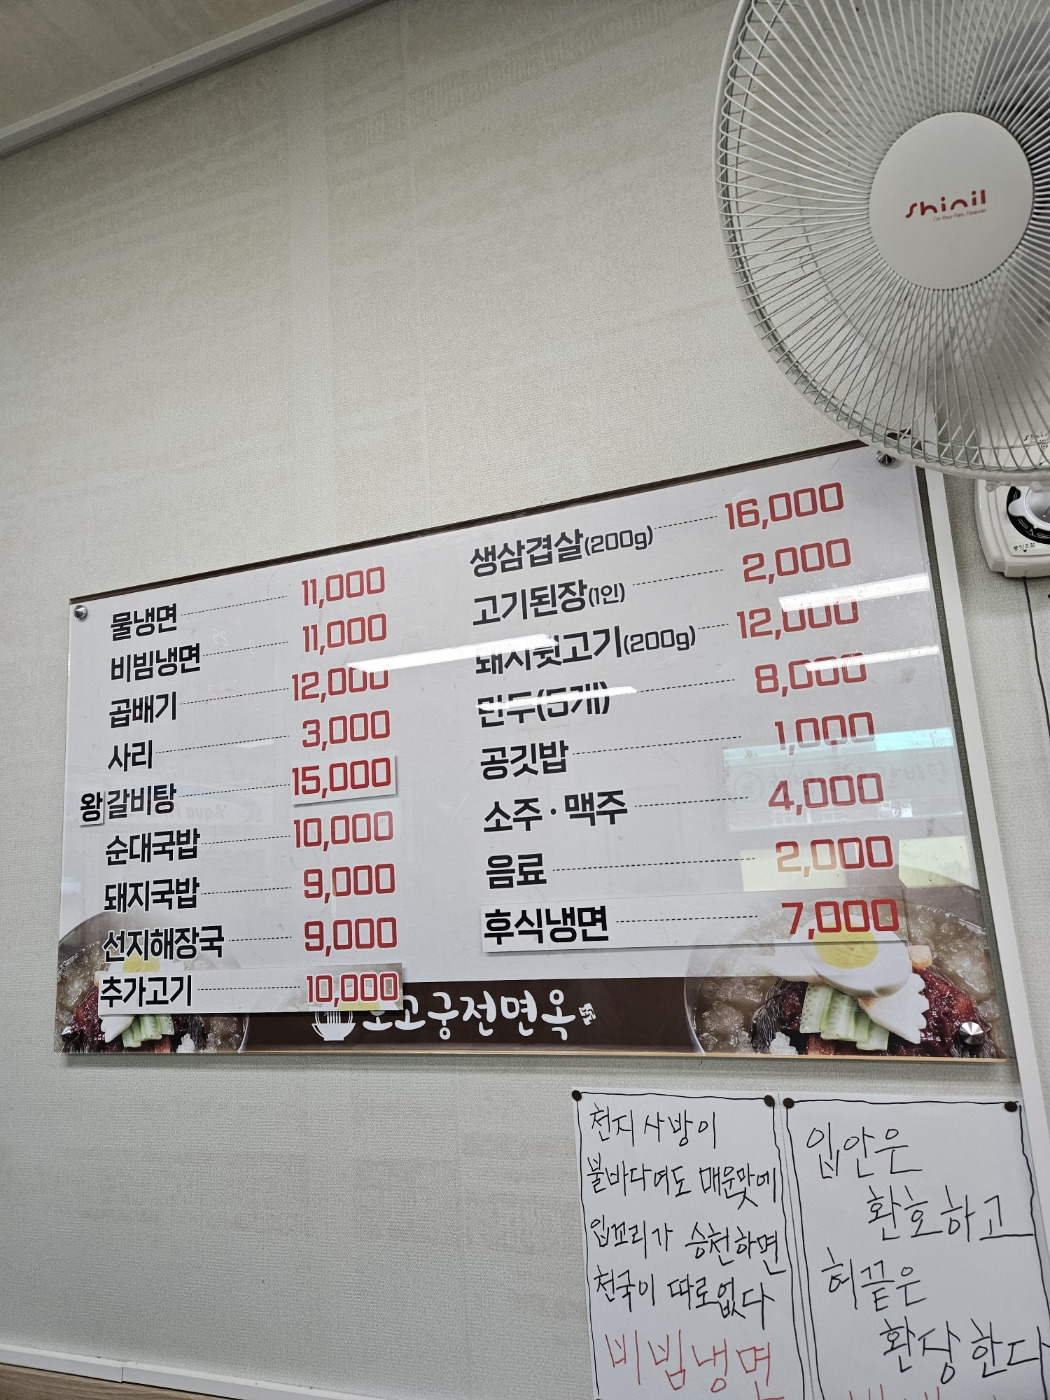 shinil
물냉면 11,000
비빔냉면 11,000
곱배기 12,000
사리 3,000
왕갈비탕 15,000
순대국밥 10,000
돼지국밥 9,000
선지해장국 9,000
추가고기 10,000
생삼겹살(200g) 16,000
고기된장(1인) 2,000
돼지뒷고기(200g) 12,000
만두(5개) 8,000
공깃밥 1,000
소주·맥주 4,000
음료 2,000
후식냉면 7,000
오고궁전면옥
천지사방이
불바다여도 매운맛에
입꼬리가 승천하면
천국이 따로없다
비빔냉면
입안은
환호하고
혀끝은
환장한다